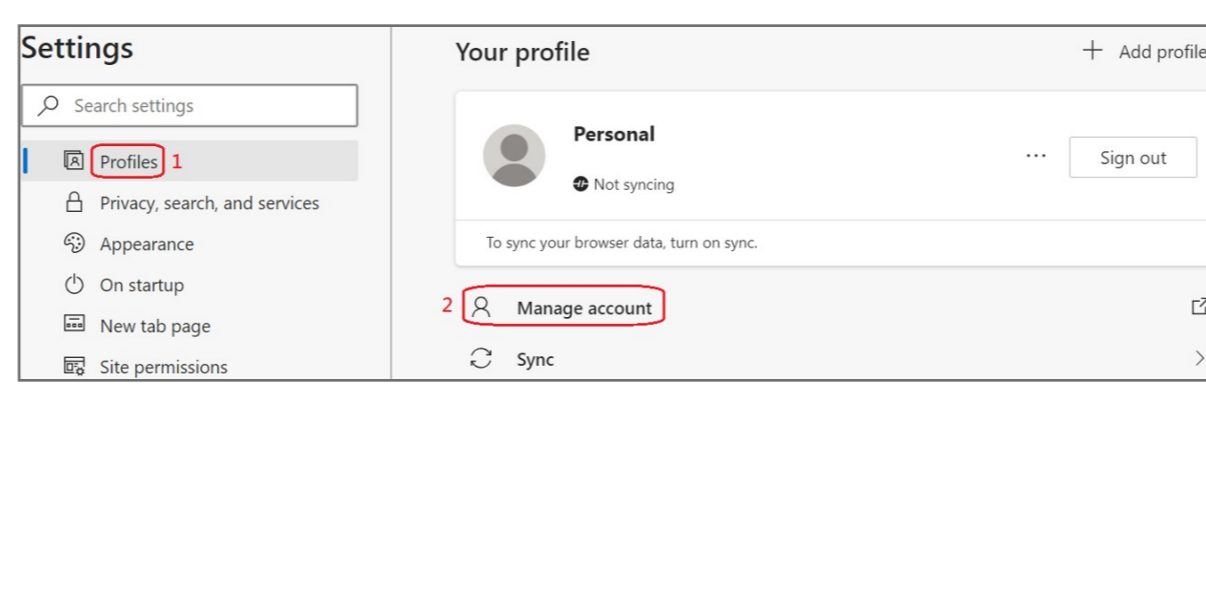 Settings
Search settings
Profiles 1
Privacy, search, and services
Appearance
On startup
New tab page
Site permissions
Your profile
Add profile
Personal
Not syncing
... Sign out
To sync your browser data, turn on sync.
2 Manage account
Sync